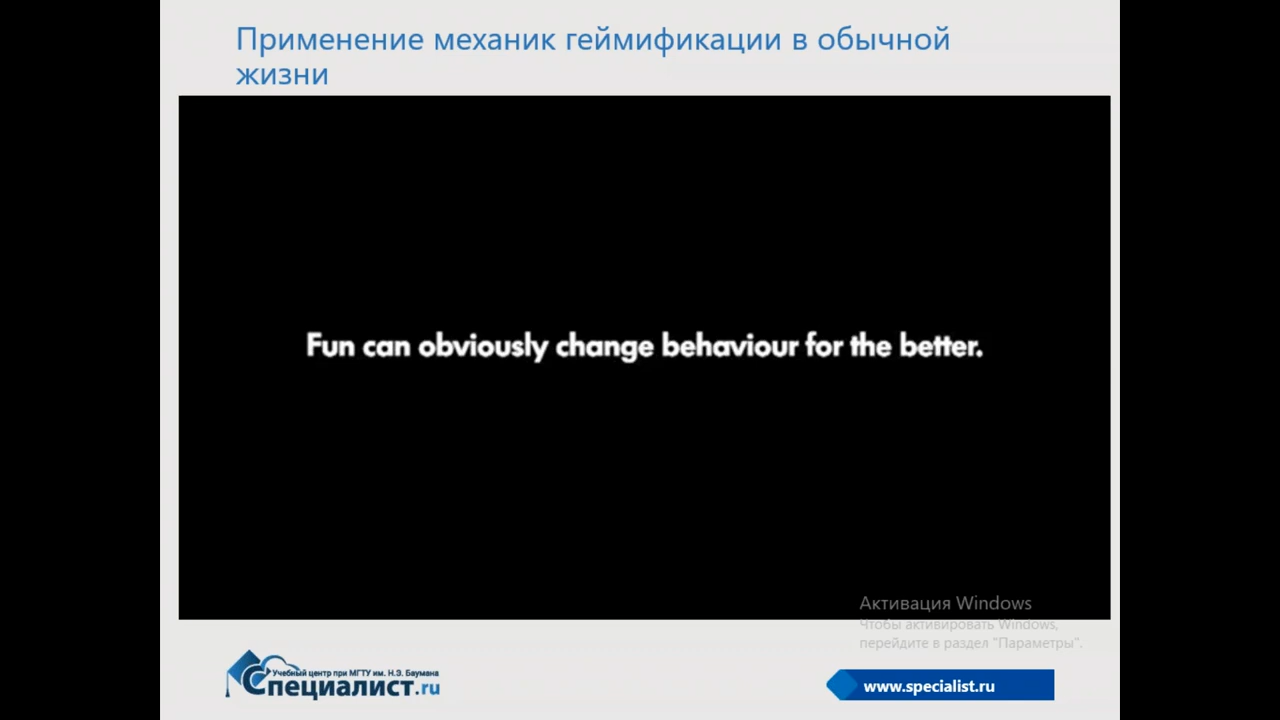 Применение механик геймификации в обычной
жизни
Fun can obviously change behaviour for the better.
Активация Windows
Чтобы активировать Windows,
перейдите в раздел "Параметры".
Учебный центр при МГТУ им. Н.Э. Баумана
Специалист.ru
www.specialist.ru